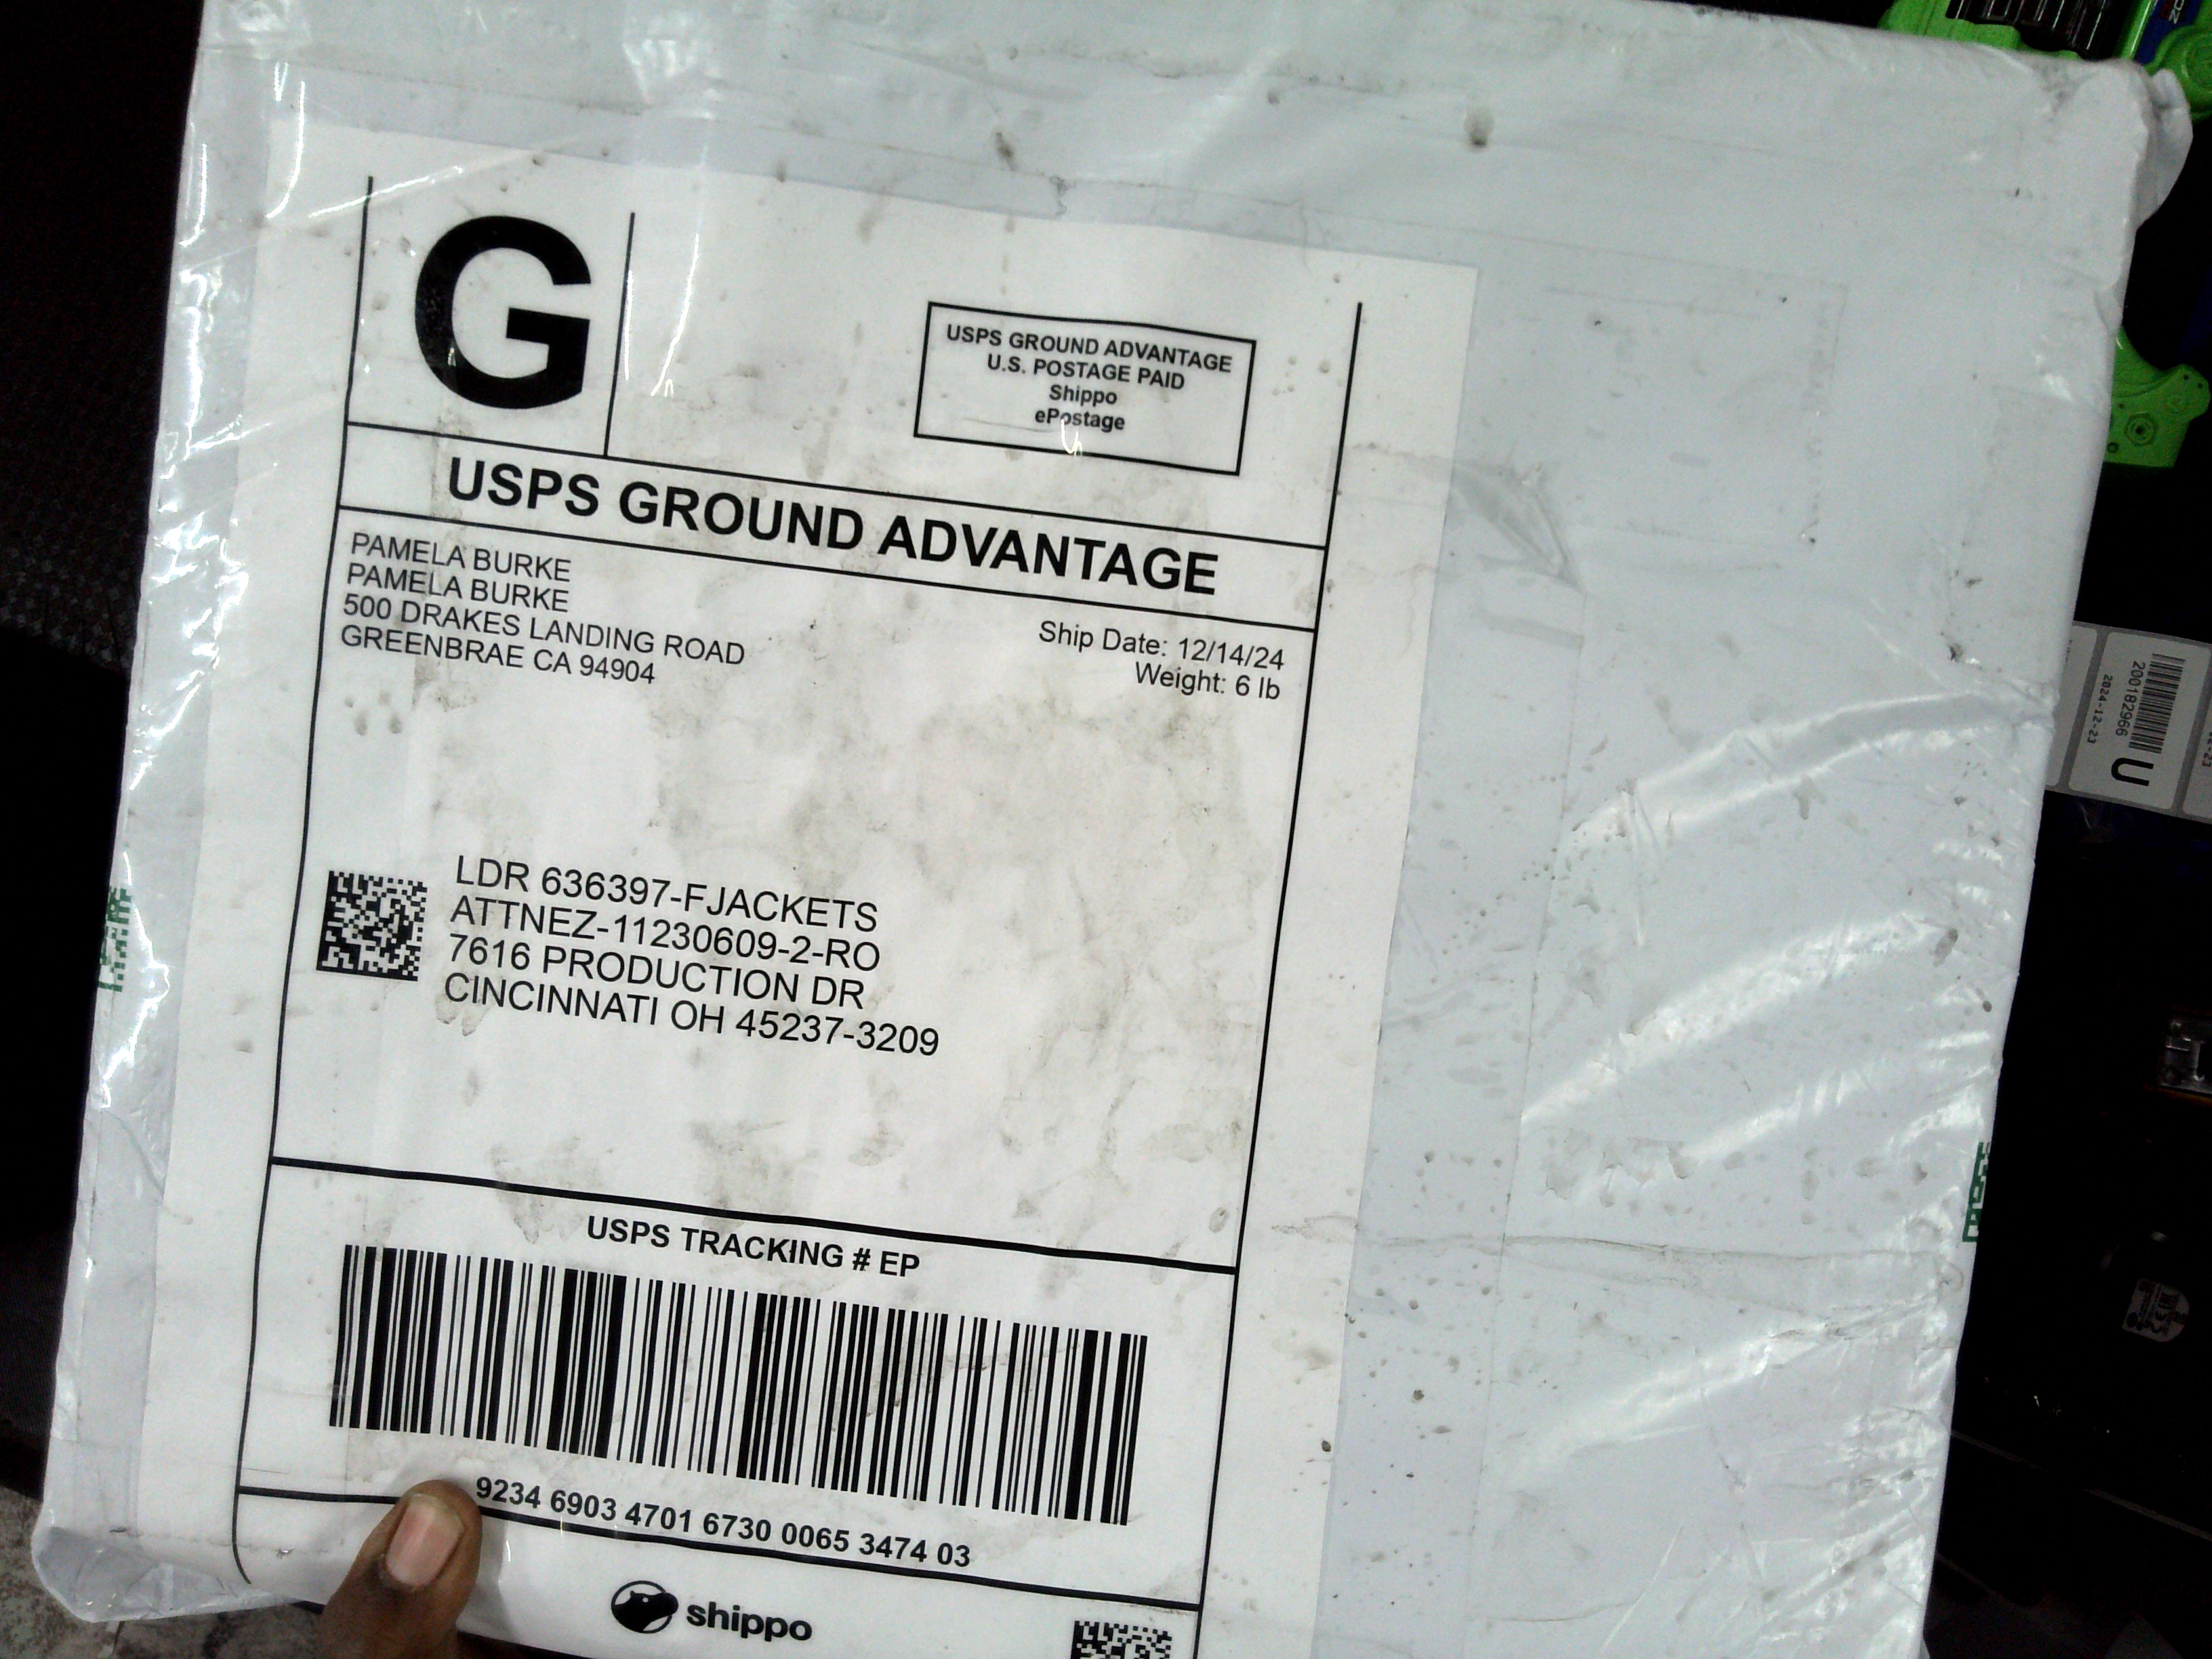 G
USPS GROUND ADVANTAGE
U.S. POSTAGE PAID
Shippo
ePostage
USPS GROUND ADVANTAGE
PAMELA BURKE
PAMELA BURKE
500 DRAKES LANDING ROAD
GREENBRAE CA 94904
Ship Date: 12/14/24
Weight: 6 lb
LDR 636397-FJACKETS
ATTNEZ-11230609-2-RO
7616 PRODUCTION DR
CINCINNATI OH 45237-3209
USPS TRACKING # EP
9234 6903 4701 6730 0065 3474 03
shippo
200182966
2024-12-23
U